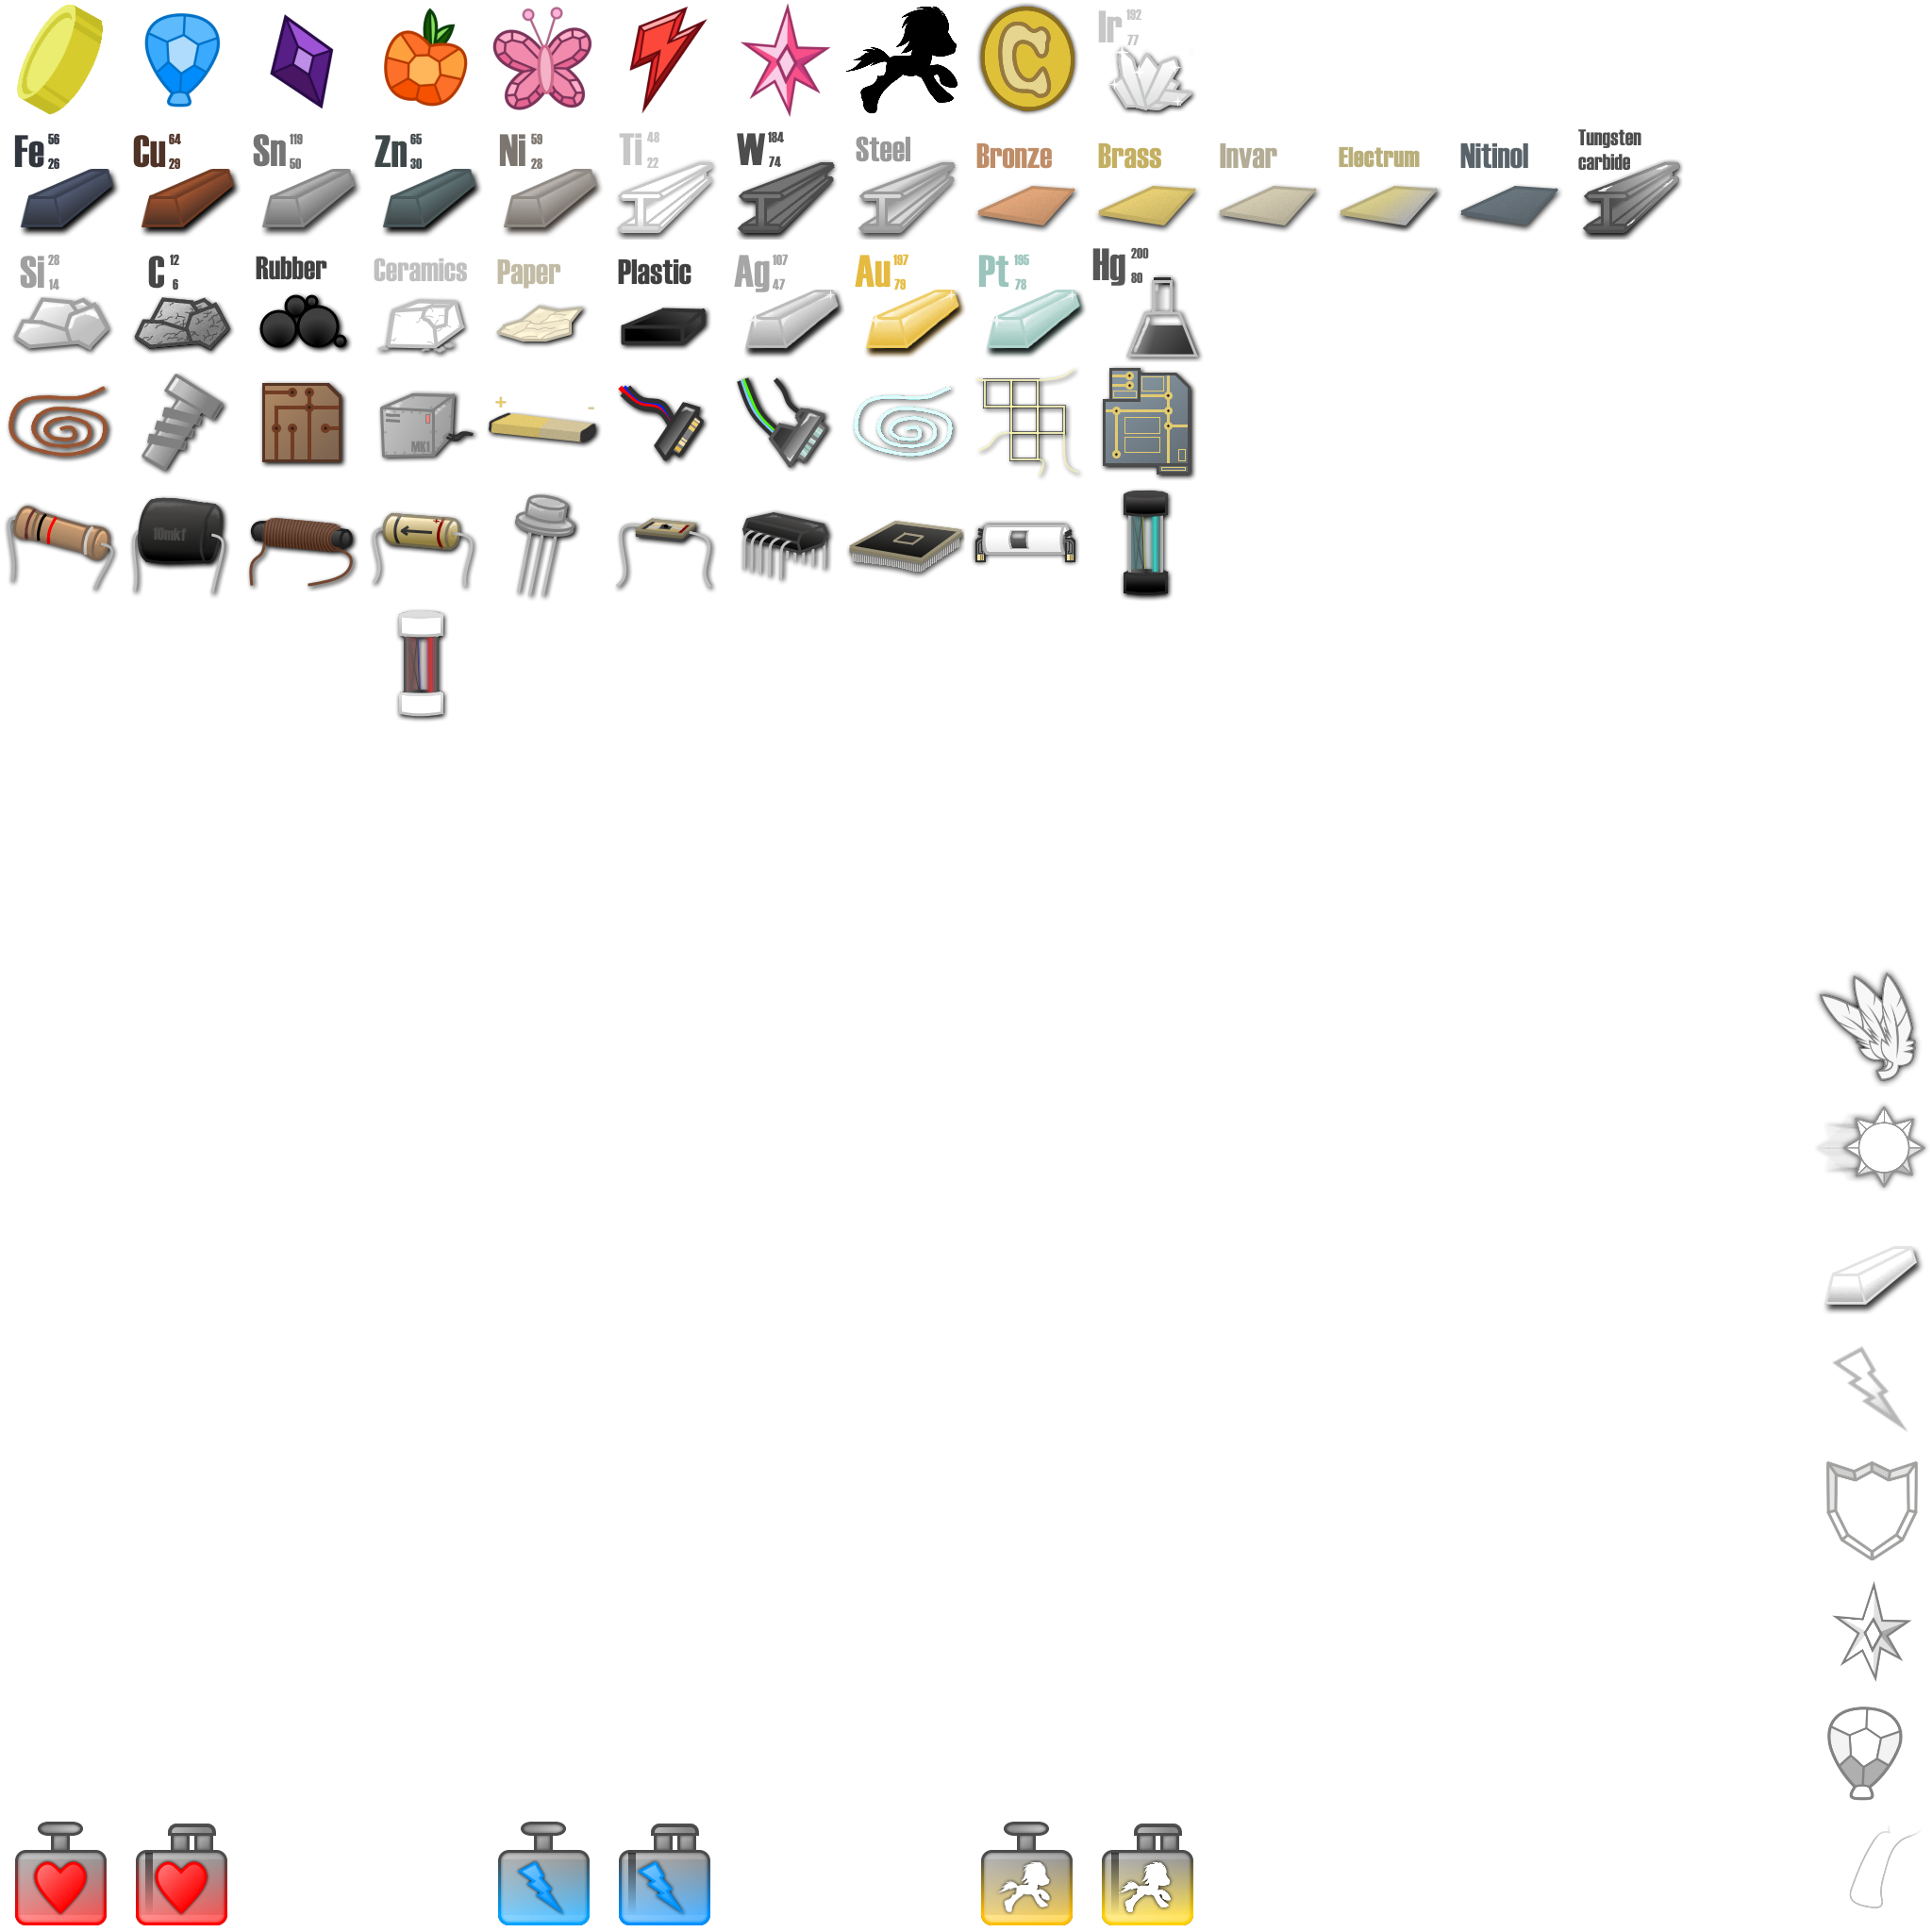 C
Ir 192 77
Fe 56 26
Cu 64 29
Sn 119 50
Zn 65 30
Ni 59 28
Ti 48 22
W 184 74
Steel
Bronze
Brass
Invar
Electrum
Nitinol
Tungsten
carbide
Si 28 14
C 12 6
Rubber
Ceramics
Paper
Plastic
Ag 107 47
Au 197 79
Pt 195 78
Hg 200 80
MK1
+ -
10mkf